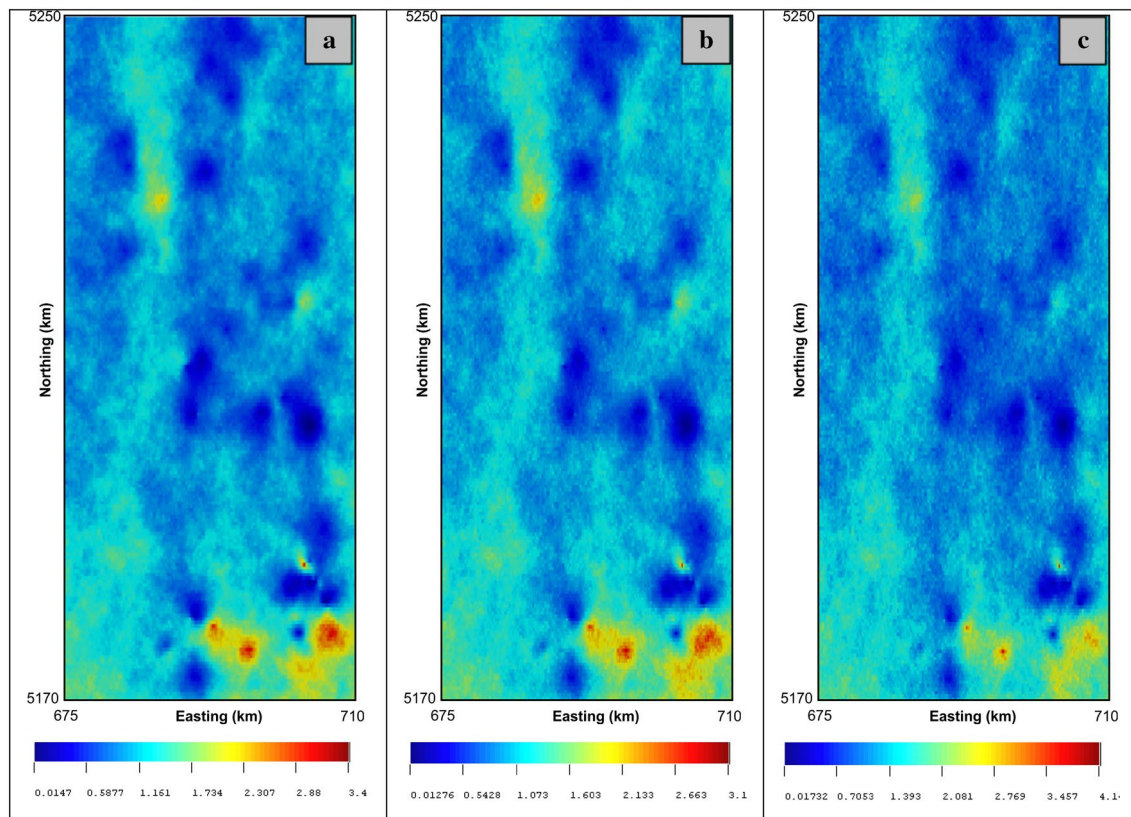 5250
a
b
c
Northing (km)
Northing (km)
Northing (km)
5170
5170
5170
675
Easting (km)
710
675
Easting (km)
710
675
Easting (km)
710
0.0147 0.5877 1.161 1.734 2.307 2.88 3.4
0.01276 0.5428 1.073 1.603 2.133 2.663 3.1
0.01732 0.7053 1.393 2.081 2.769 3.457 4.14